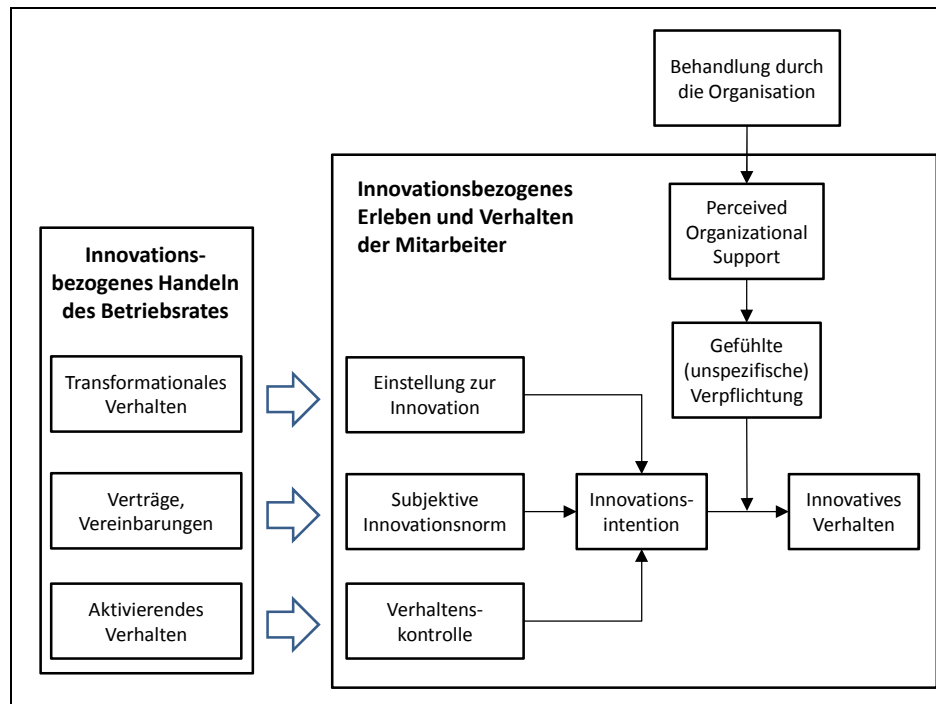 Behandlung durch
die Organisation
Innovationsbezogenes
Erleben und Verhalten
der Mitarbeiter
Perceived
Organizational
Support
Innovations-
bezogenes Handeln
des Betriebsrates
Gefühlte
(unspezifische)
Verpflichtung
Transformationales
Verhalten
Einstellung zur
Innovation
Verträge,
Vereinbarungen
Subjektive
Innovationsnorm
Innovations-
intention
Innovatives
Verhalten
Aktivierendes
Verhalten
Verhaltens-
kontrolle